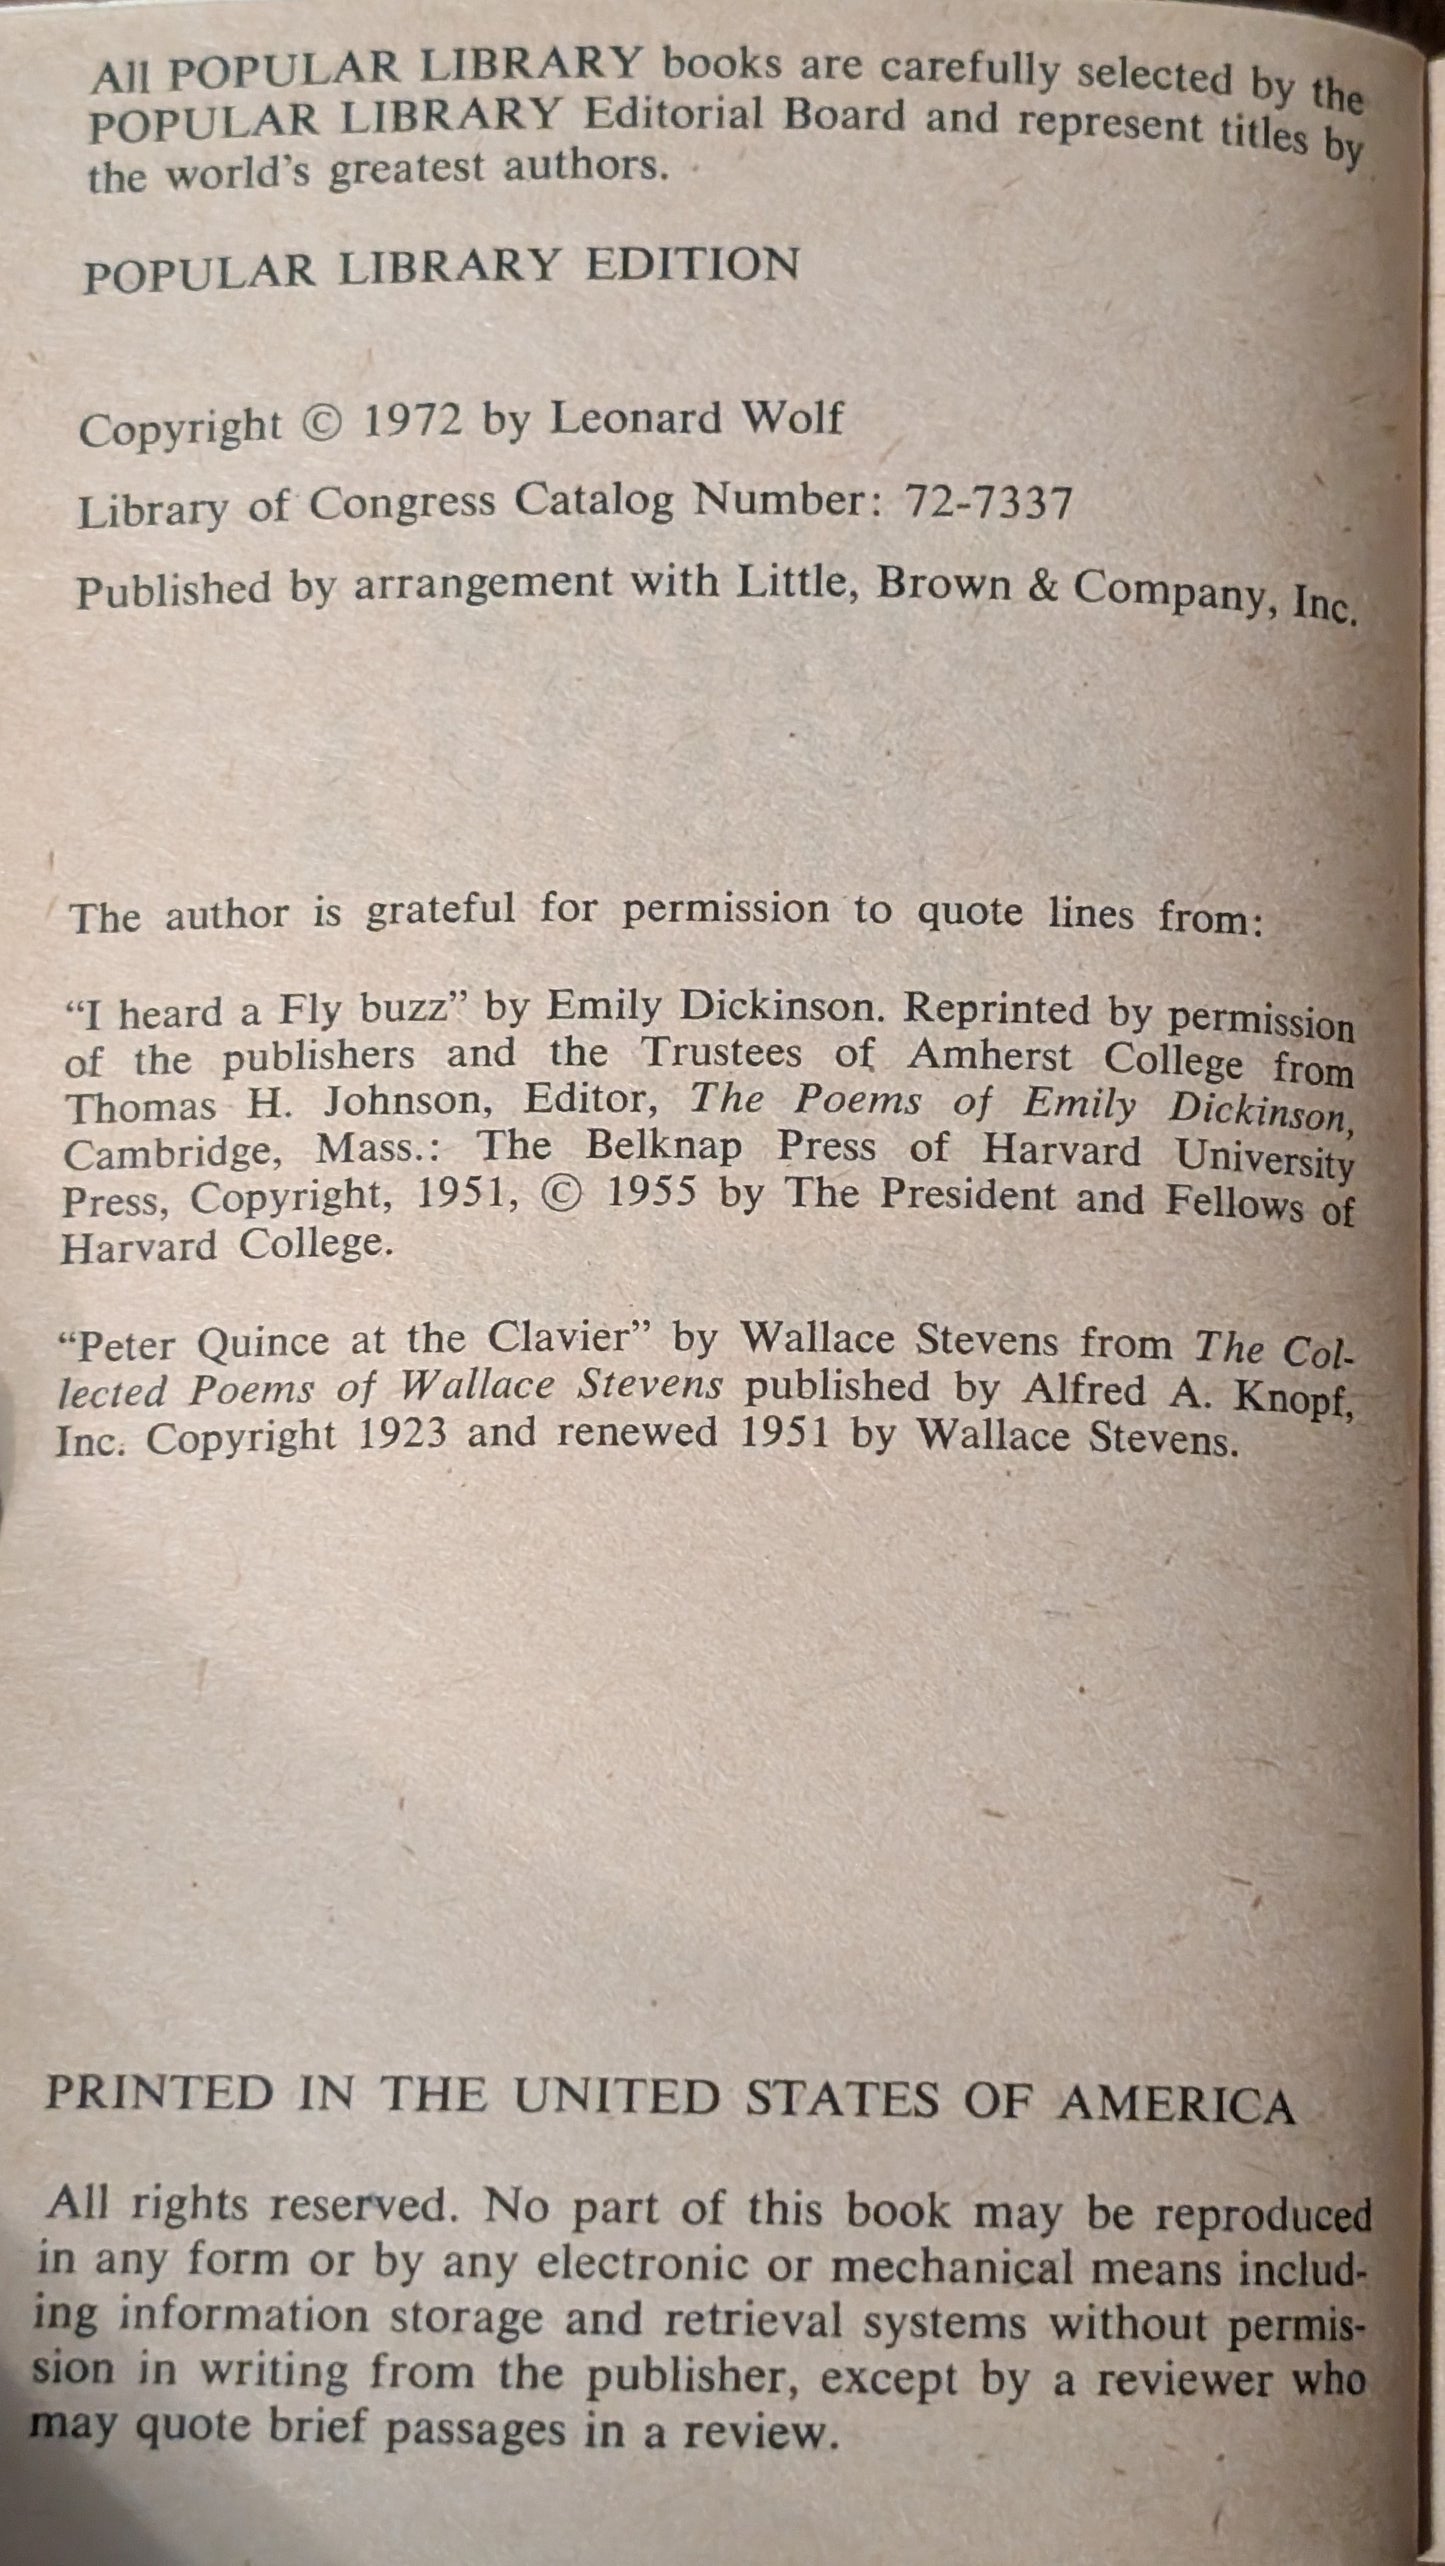 All POPULAR LIBRARY books are carefully selected by the
POPULAR LIBRARY Editorial Board and represent titles by
the world's greatest authors.
POPULAR LIBRARY EDITION
Copyright © 1972 by Leonard Wolf
Library of Congress Catalog Number: 72-7337
Published by arrangement with Little, Brown & Company, Inc.
The author is grateful for permission to quote lines from:
“I heard a Fly buzz” by Emily Dickinson. Reprinted by permission
of the publishers and the Trustees of Amherst College from
Thomas H. Johnson, Editor, The Poems of Emily Dickinson,
Cambridge, Mass.: The Belknap Press of Harvard University
Press, Copyright, 1951, © 1955 by The President and Fellows of
Harvard College.
“Peter Quince at the Clavier” by Wallace Stevens from The Col-
lected Poems of Wallace Stevens published by Alfred A. Knopf,
Inc. Copyright 1923 and renewed 1951 by Wallace Stevens.
PRINTED IN THE UNITED STATES OF AMERICA
All rights reserved. No part of this book may be reproduced
in any form or by any electronic or mechanical means includ-
ing information storage and retrieval systems without permis-
sion in writing from the publisher, except by a reviewer who
may quote brief passages in a review.